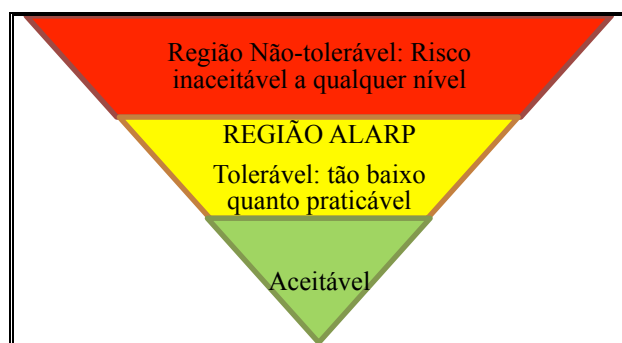 Região Não-tolerável: Risco
inaceitável a qualquer nível
REGIÃO ALARP
Tolerável: tão baixo
quanto praticável
Aceitável